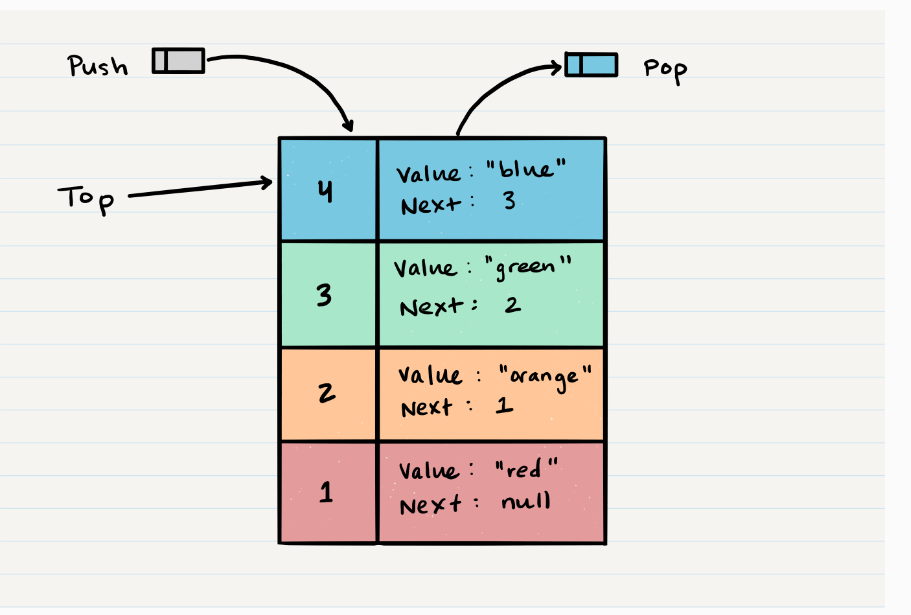 Push
Pop
Top
4
Value : "blue"
Next : 3
3
Value : "green"
Next : 2
2
Value : "orange"
Next : 1
1
Value : "red"
Next : null